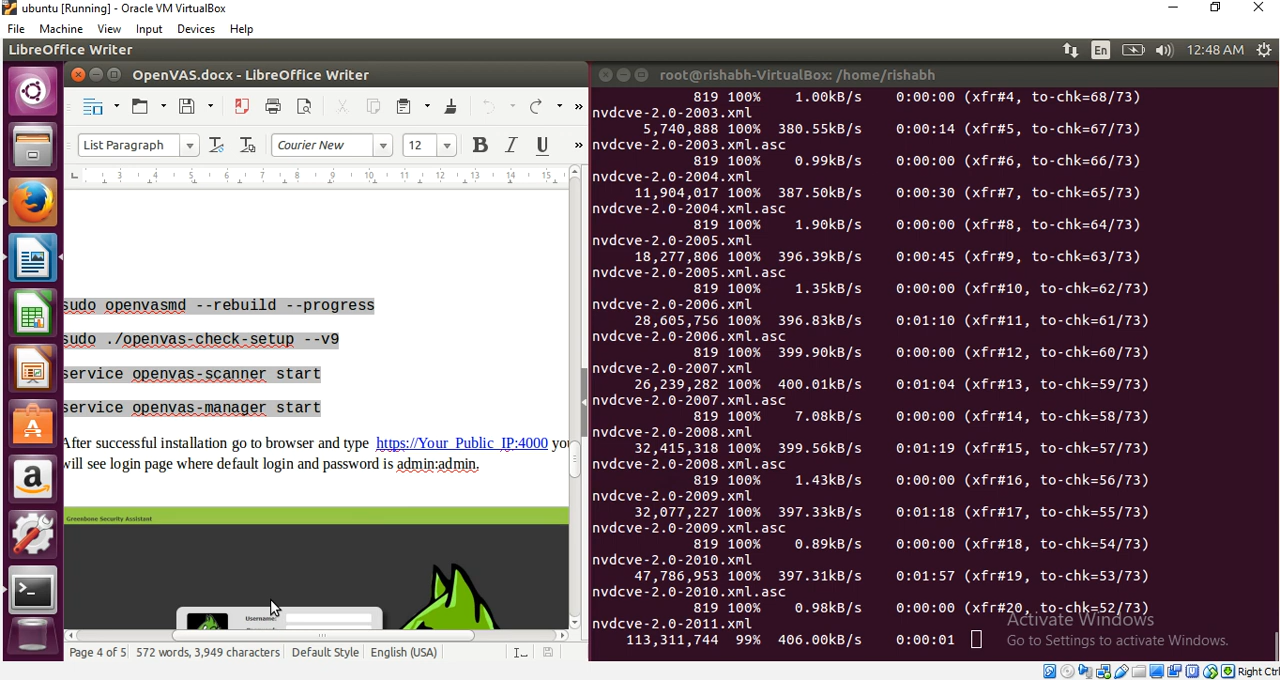 ubuntu [Running] - Oracle VM VirtualBox
File Machine View Input Devices Help
LibreOffice Writer
En
12:48 AM
OpenVAS.docx - LibreOffice Writer
List Paragraph
Courier New
12
B I U
3 4 5 6 7 8 9 10 11 12 13 14 15
sudo openvasmd --rebuild --progress
sudo ./openvas-check-setup --v9
service openvas-scanner start
service openvas-manager start
After successful installation go to browser and type https://Your_Public_IP:4000 you
will see login page where default login and password is admin:admin.
Greenbone Security Assistant
Username:
Page 4 of 5 572 words, 3,949 characters Default Style English (USA)
root@rishabh-VirtualBox: /home/rishabh
819 100% 1.00kB/s 0:00:00 (xfr#4, to-chk=68/73)
nvdcve-2.0-2003.xml
5,740,888 100% 380.55kB/s 0:00:14 (xfr#5, to-chk=67/73)
nvdcve-2.0-2003.xml.asc
819 100% 0.99kB/s 0:00:00 (xfr#6, to-chk=66/73)
nvdcve-2.0-2004.xml
11,904,017 100% 387.50kB/s 0:00:30 (xfr#7, to-chk=65/73)
nvdcve-2.0-2004.xml.asc
819 100% 1.90kB/s 0:00:00 (xfr#8, to-chk=64/73)
nvdcve-2.0-2005.xml
18,277,806 100% 396.39kB/s 0:00:45 (xfr#9, to-chk=63/73)
nvdcve-2.0-2005.xml.asc
819 100% 1.35kB/s 0:00:00 (xfr#10, to-chk=62/73)
nvdcve-2.0-2006.xml
28,605,756 100% 396.83kB/s 0:01:10 (xfr#11, to-chk=61/73)
nvdcve-2.0-2006.xml.asc
819 100% 399.90kB/s 0:00:00 (xfr#12, to-chk=60/73)
nvdcve-2.0-2007.xml
26,239,282 100% 400.01kB/s 0:01:04 (xfr#13, to-chk=59/73)
nvdcve-2.0-2007.xml.asc
819 100% 7.08kB/s 0:00:00 (xfr#14, to-chk=58/73)
nvdcve-2.0-2008.xml
32,415,318 100% 399.56kB/s 0:01:19 (xfr#15, to-chk=57/73)
nvdcve-2.0-2008.xml.asc
819 100% 1.43kB/s 0:00:00 (xfr#16, to-chk=56/73)
nvdcve-2.0-2009.xml
32,077,227 100% 397.33kB/s 0:01:18 (xfr#17, to-chk=55/73)
nvdcve-2.0-2009.xml.asc
819 100% 0.89kB/s 0:00:00 (xfr#18, to-chk=54/73)
nvdcve-2.0-2010.xml
47,786,953 100% 397.31kB/s 0:01:57 (xfr#19, to-chk=53/73)
nvdcve-2.0-2010.xml.asc
819 100% 0.98kB/s 0:00:00 (xfr#20, to-chk=52/73)
nvdcve-2.0-2011.xml
113,311,744 99% 406.00kB/s 0:00:01
Activate Windows
Go to Settings to activate Windows.
Right Ctrl